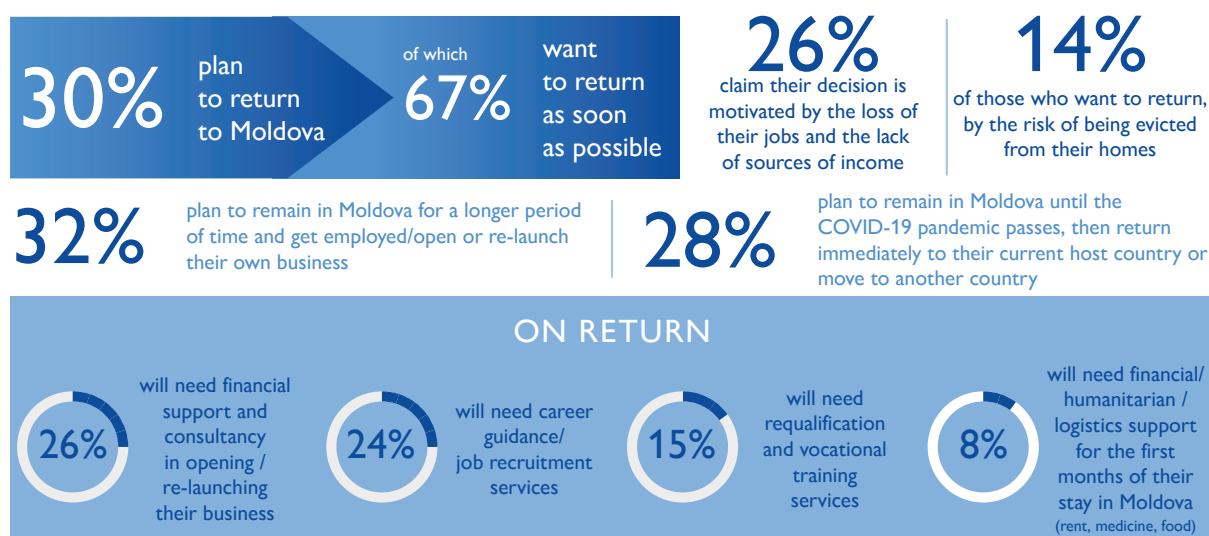 30%
plan
to return
to Moldova
of which
67%
want
to return
as soon
as possible
26%
claim their decision is
motivated by the loss of
their jobs and the lack
of sources of income
14%
of those who want to return,
by the risk of being evicted
from their homes
32%
plan to remain in Moldova for a longer period
of time and get employed/open or re-launch
their own business
28%
plan to remain in Moldova until the
COVID-19 pandemic passes, then return
immediately to their current host country or
move to another country
ON RETURN
26%
will need financial
support and
consultancy
in opening /
re-launching
their business
24%
will need career
guidance/
job recruitment
services
15%
will need
requalification
and vocational
training
services
8%
will need financial/
humanitarian /
logistics support
for the first
months of their
stay in Moldova
(rent, medicine, food)